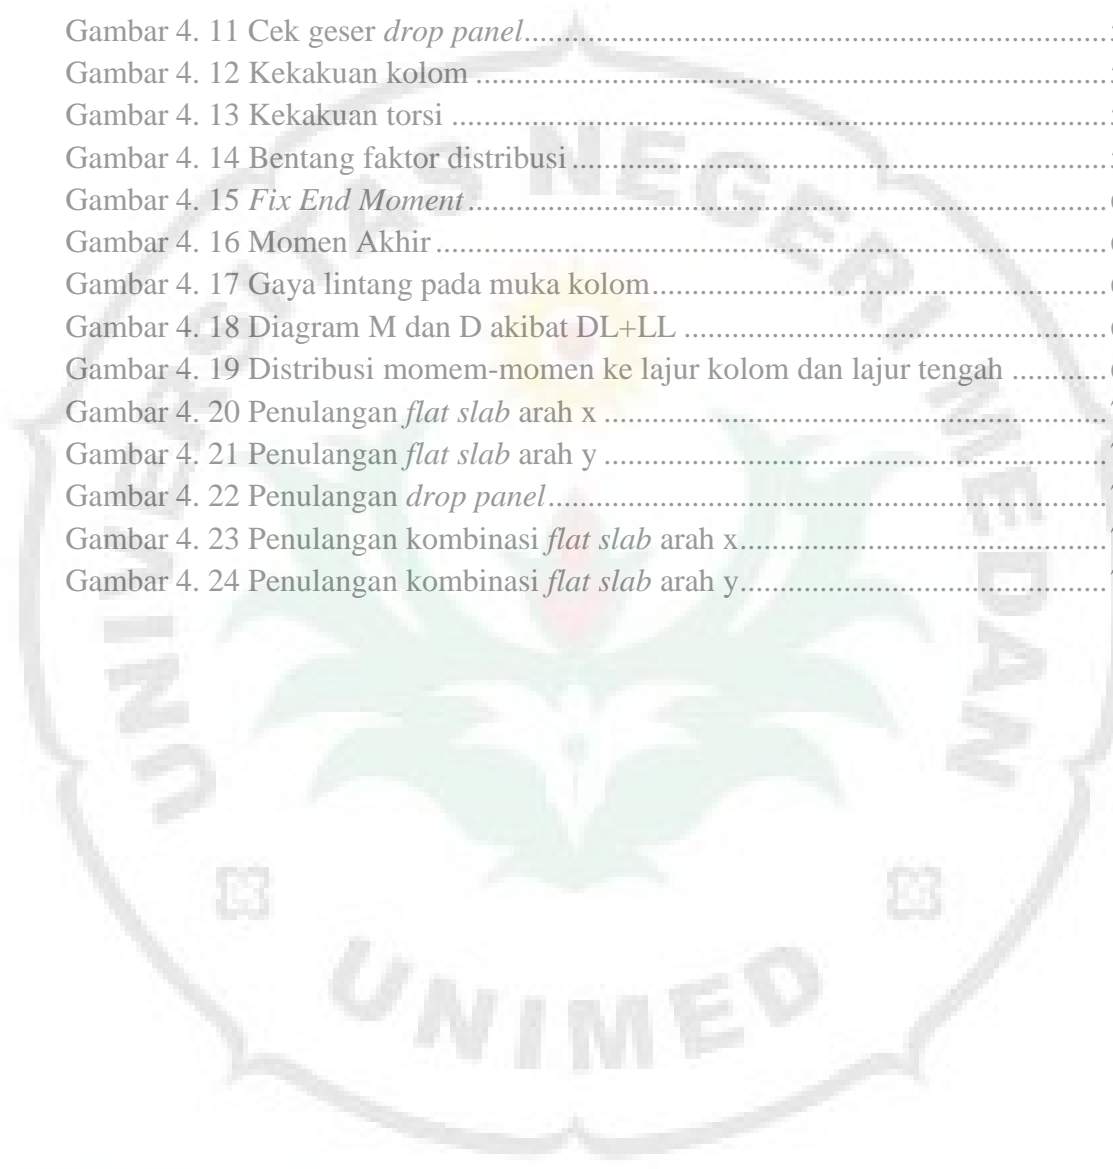 Gambar 4. 11 Cek geser drop panel
Gambar 4. 12 Kekakuan kolom
Gambar 4. 13 Kekakuan torsi
Gambar 4. 14 Bentang faktor distribusi
Gambar 4. 15 Fix End Moment
Gambar 4. 16 Momen Akhir
Gambar 4. 17 Gaya lintang pada muka kolom
Gambar 4. 18 Diagram M dan D akibat DL+LL
Gambar 4. 19 Distribusi momem-momen ke lajur kolom dan lajur tengah
Gambar 4. 20 Penulangan flat slab arah x
Gambar 4. 21 Penulangan flat slab arah y
Gambar 4. 22 Penulangan drop panel
Gambar 4. 23 Penulangan kombinasi flat slab arah x
Gambar 4. 24 Penulangan kombinasi flat slab arah y
UNIVERSITAS NEGERI MEDAN
UNIMED